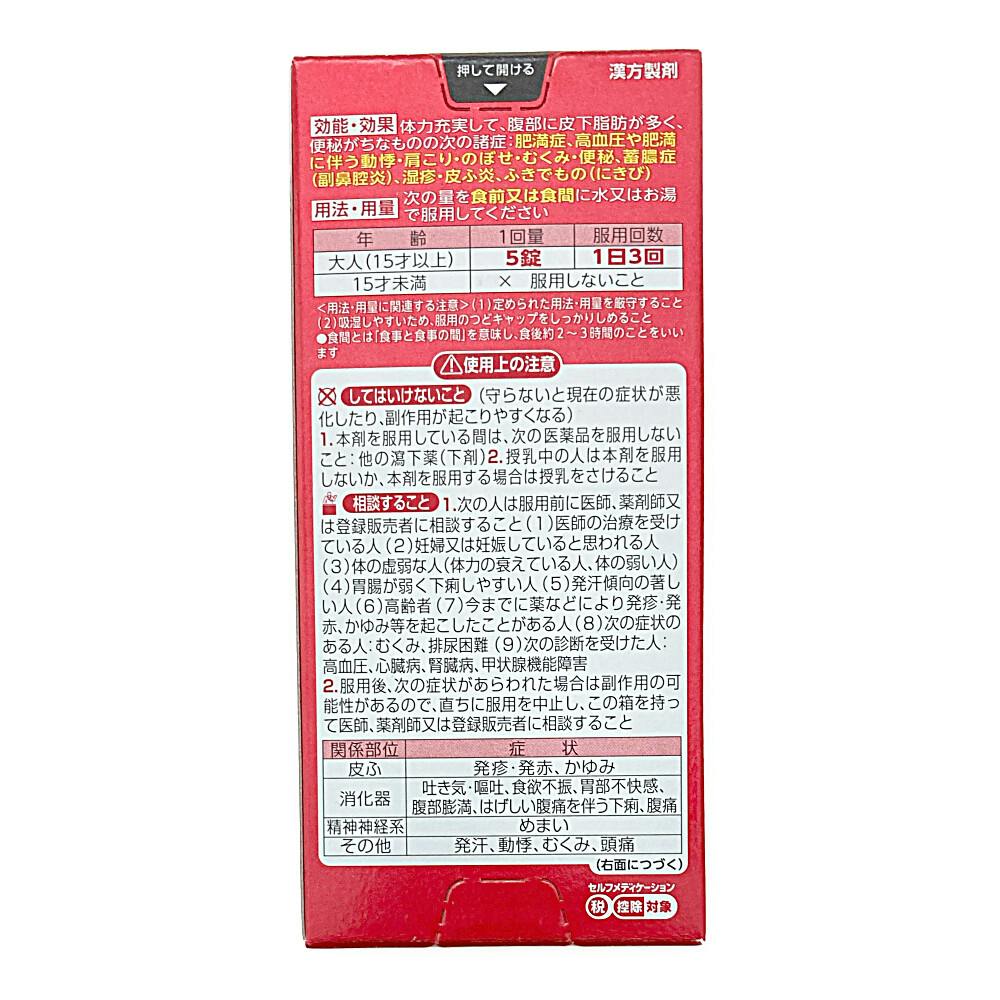 押して開ける
漢方製剤
効能・効果 体力充実して、腹部に皮下脂肪が多く、
便秘がちなものの次の諸症：肥満症、高血圧や肥満
に伴う動悸・肩こり・のぼせ・むくみ・便秘、蓄膿症
(副鼻腔炎)、湿疹・皮ふ炎、ふきでもの(にきび)
用法・用量 次の量を食前又は食間に水又はお湯
で服用してください
年 齢 1回量 服用回数
大人(15才以上) 5錠 1日3回
15才未満 × 服用しないこと
<用法・用量に関連する注意>(1)定められた用法・用量を厳守すること
(2)吸湿しやすいため、服用のつどキャップをしっかりしめること
●食間とは「食事と食事の間」を意味し、食後約2～3時間のことをいい
ます
使用上の注意
してはいけないこと (守らないと現在の症状が悪
化したり、副作用が起こりやすくなる)
1.本剤を服用している間は、次の医薬品を服用しない
こと：他の瀉下薬(下剤) 2.授乳中の人は本剤を服用
しないか、本剤を服用する場合は授乳をさけること
相談すること 1.次の人は服用前に医師、薬剤師又
は登録販売者に相談すること(1)医師の治療を受け
ている人(2)妊婦又は妊娠していると思われる人
(3)体の虚弱な人(体力の衰えている人、体の弱い人)
(4)胃腸が弱く下痢しやすい人(5)発汗傾向の著し
い人(6)高齢者(7)今までに薬などにより発疹・発
赤、かゆみ等を起こしたことがある人(8)次の症状の
ある人：むくみ、排尿困難 (9)次の診断を受けた人：
高血圧、心臓病、腎臓病、甲状腺機能障害
2.服用後、次の症状があらわれた場合は副作用の可
能性があるので、直ちに服用を中止し、この箱を持っ
て医師、薬剤師又は登録販売者に相談すること
関係部位 症 状
皮ふ 発疹・発赤、かゆみ
消化器 吐き気・嘔吐、食欲不振、胃部不快感、
腹部膨満、はげしい腹痛を伴う下痢、腹痛
精神神経系 めまい
その他 発汗、動悸、むくみ、頭痛
(右面につづく)
セルフメディケーション
税 控除 対象